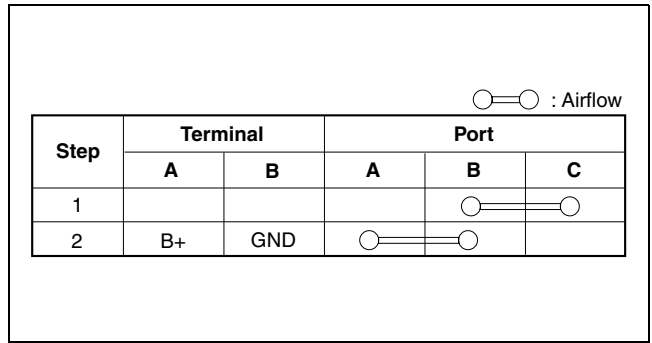 : Airflow
Step Terminal Port
A B A B C
1
2 B+ GND